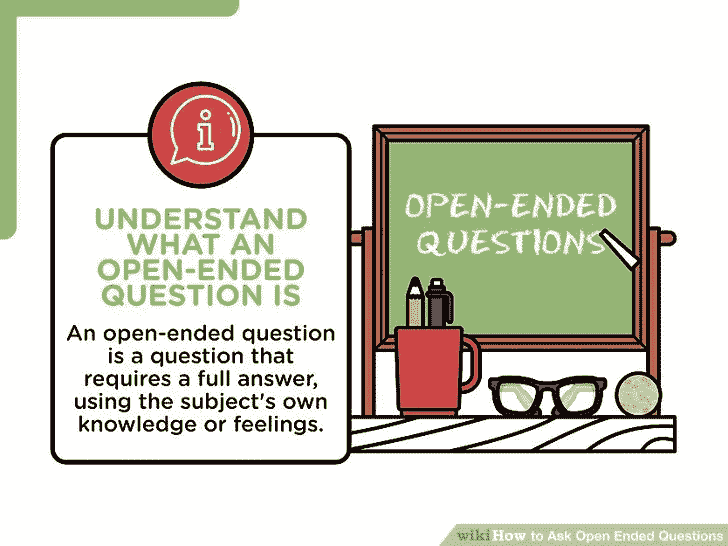 UNDERSTAND
WHAT AN
OPEN-ENDED
QUESTION IS
An open-ended question
is a question that
requires a full answer,
using the subject's own
knowledge or feelings.
OPEN-ENDED
QUESTIONS
wikiHow to Ask Open Ended Questions